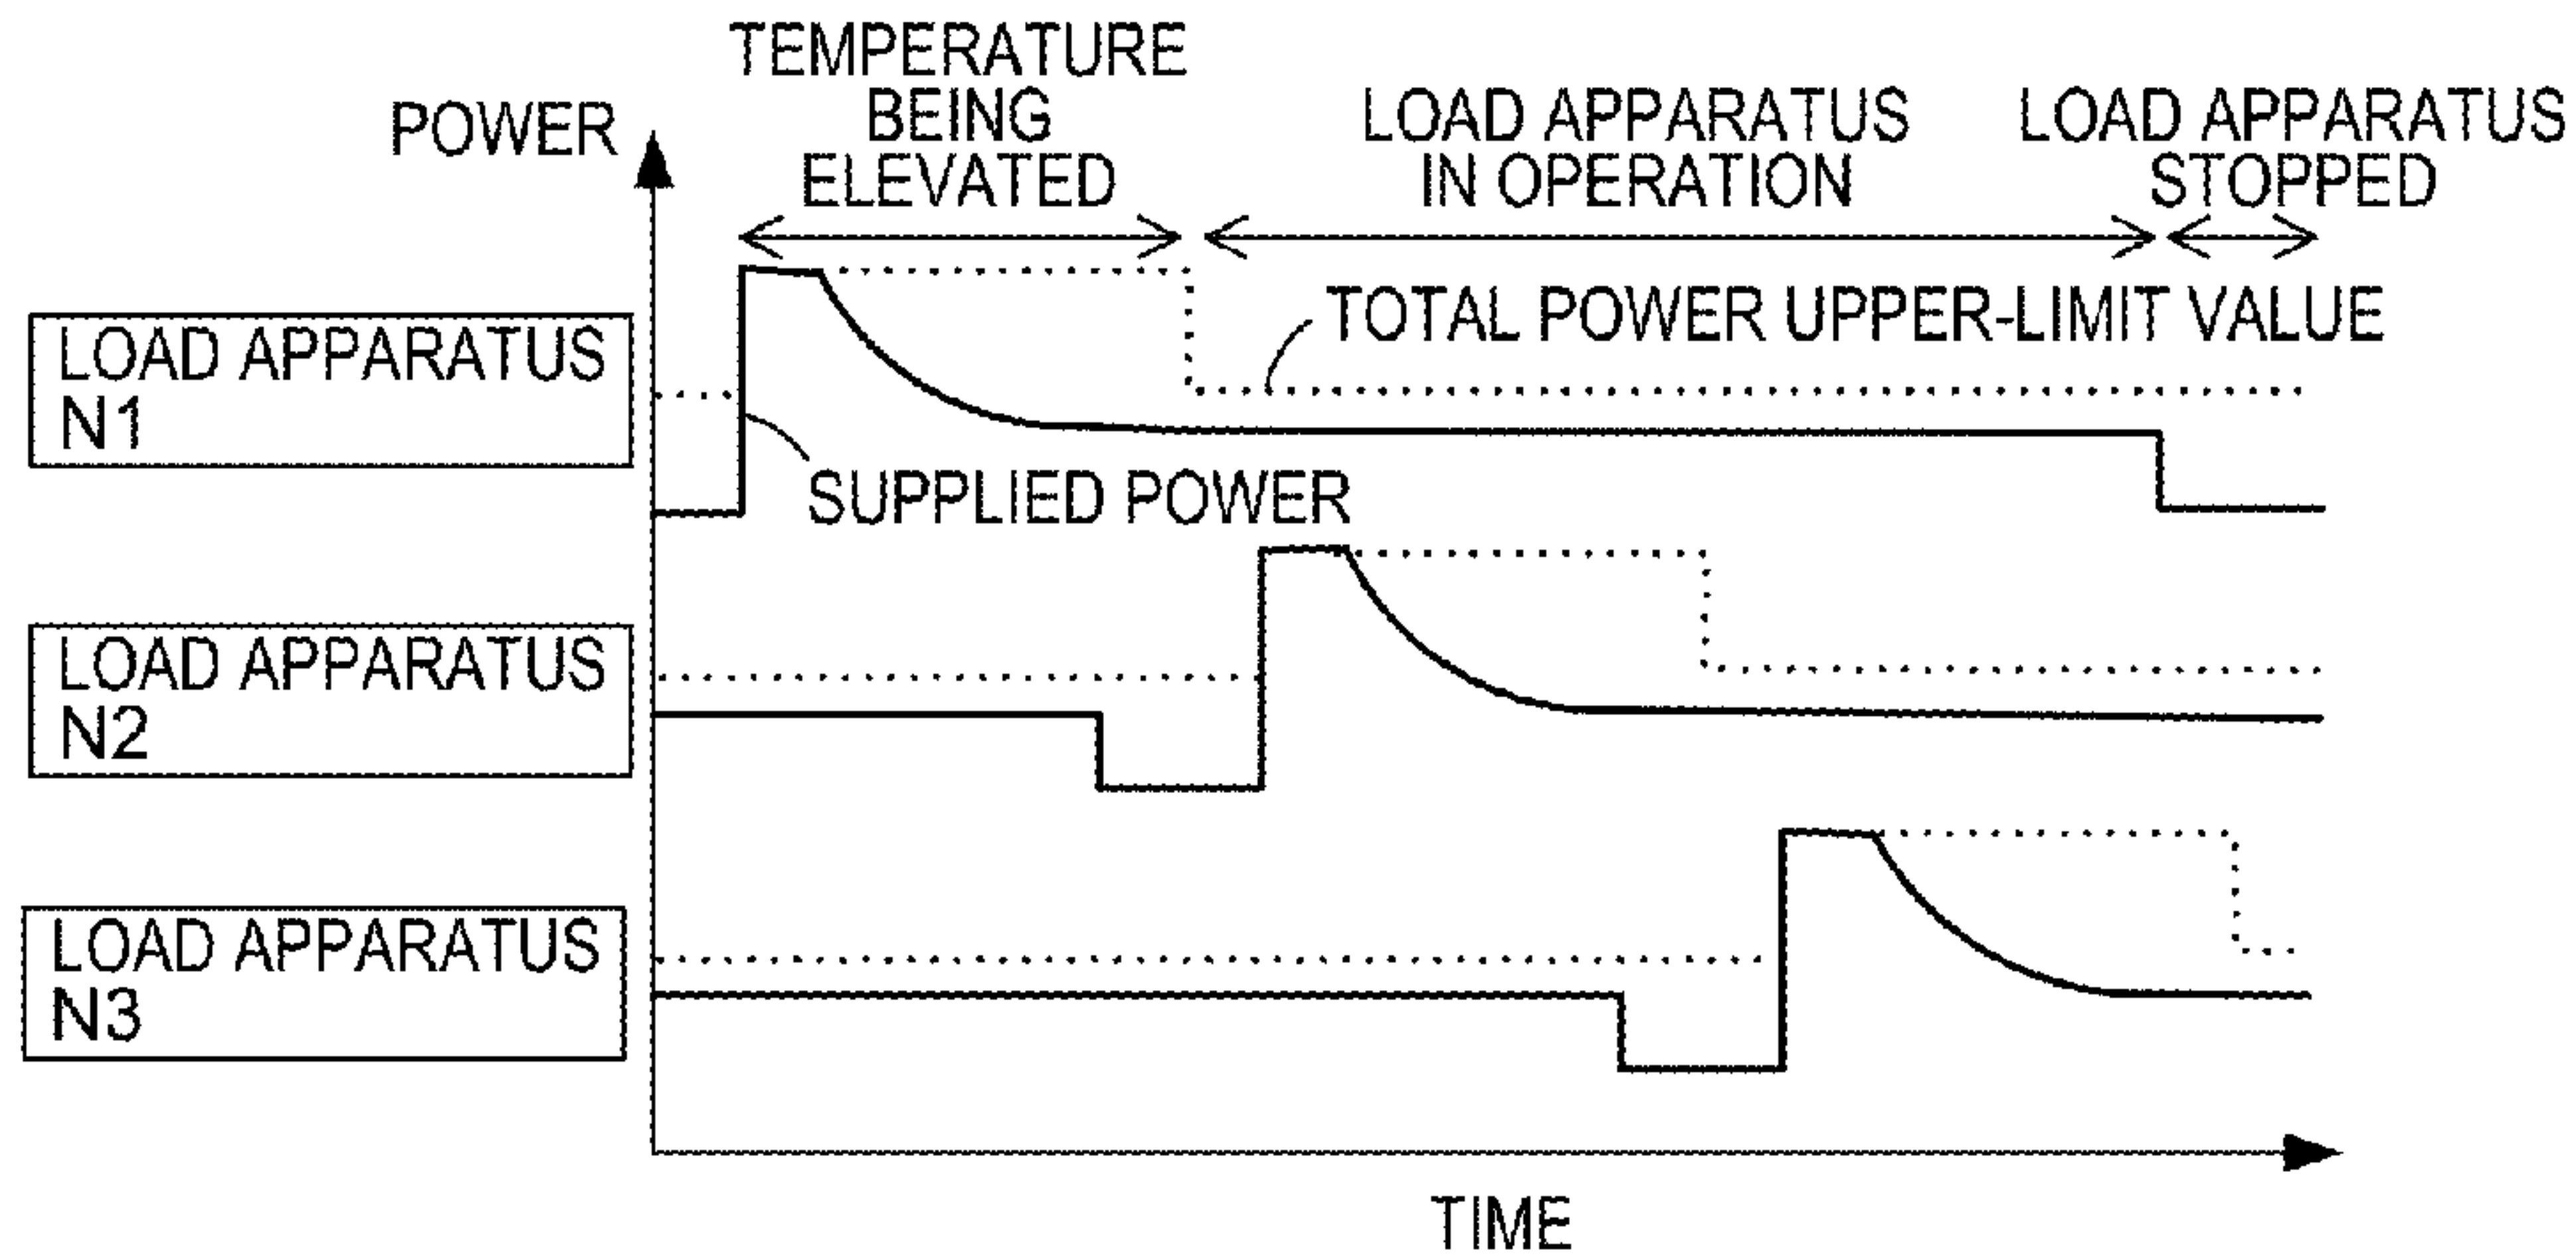 TEMPERATURE
BEING
ELEVATED
POWER
LOAD APPARATUS
IN OPERATION
LOAD APPARATUS
STOPPED
TOTAL POWER UPPER-LIMIT VALUE
LOAD APPARATUS
N1
SUPPLIED POWER
LOAD APPARATUS
N2
LOAD APPARATUS
N3
TIME